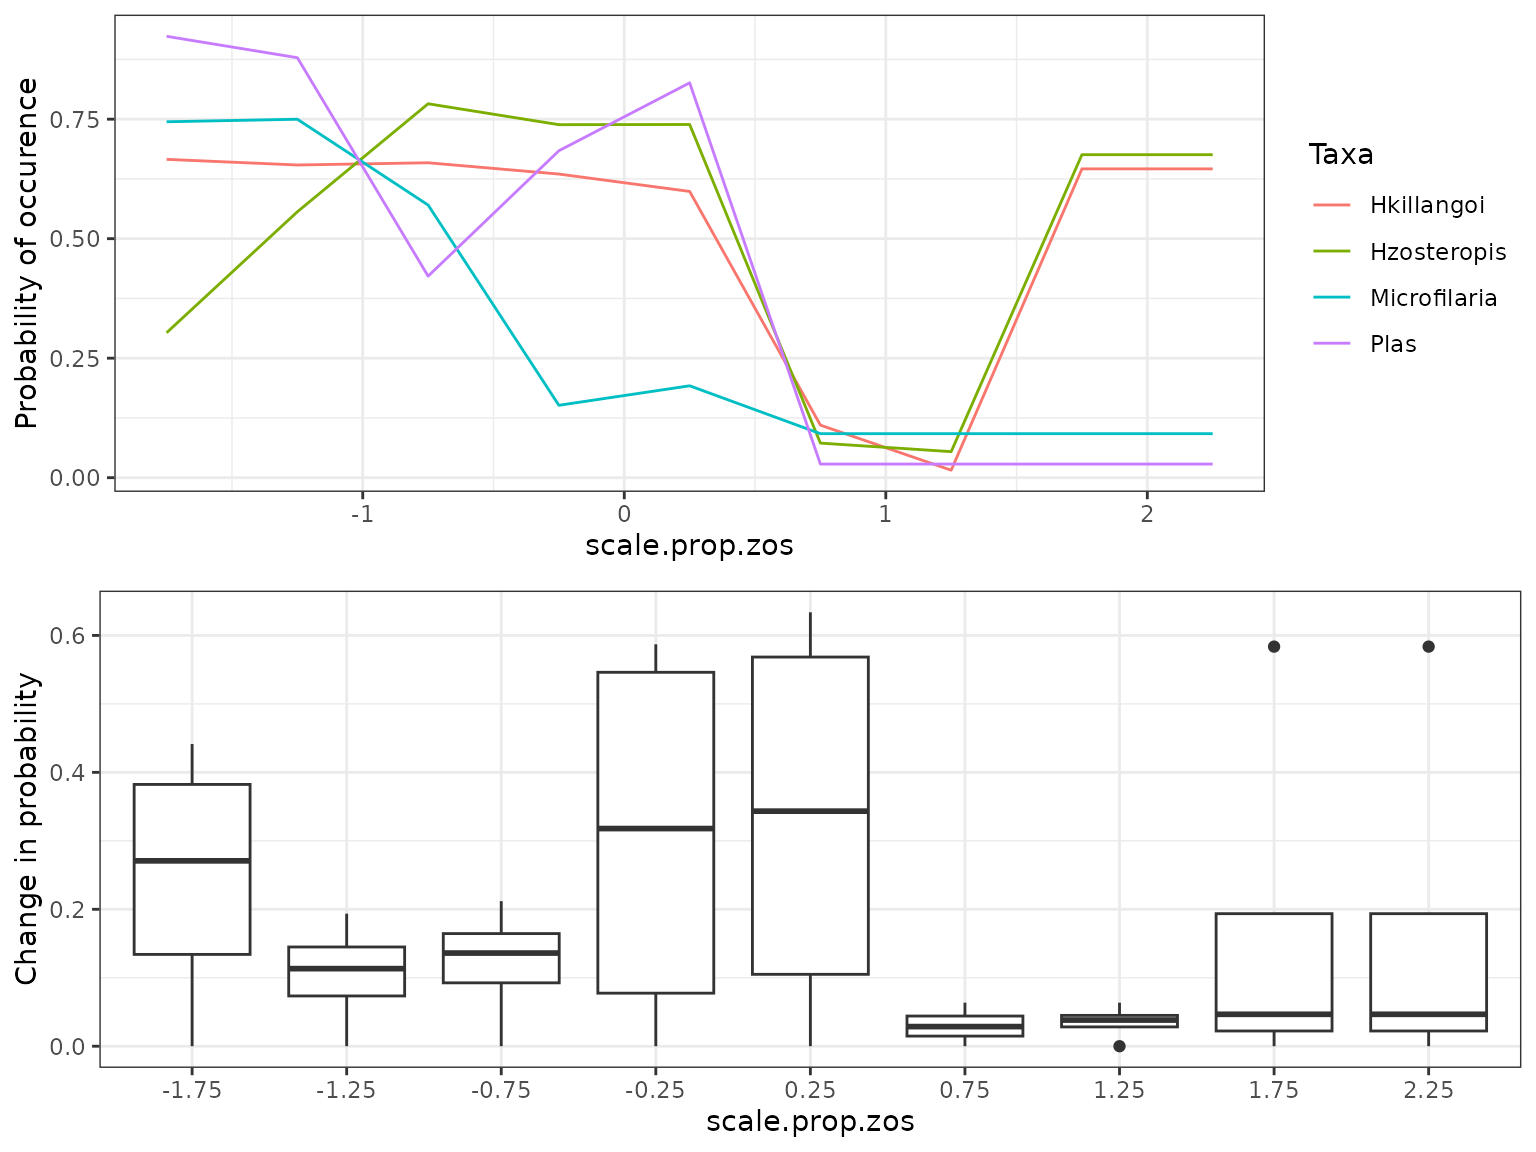 Probability of occurence
0.75
0.50
0.25
0.00
-1
0
1
2
scale.prop.zos
Taxa
Hkillangoi
Hzosteropis
Microfilaria
Plas
Change in probability
0.6
0.4
0.2
0.0
-1.75
-1.25
-0.75
-0.25
0.25
0.75
1.25
1.75
2.25
scale.prop.zos